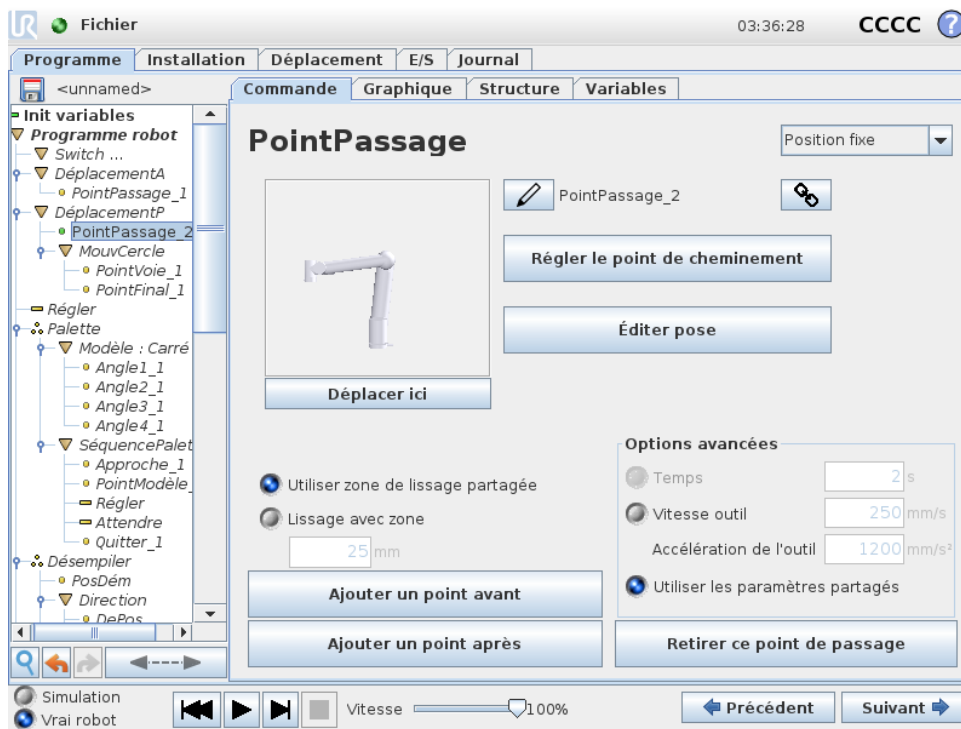 UR Fichier 03:36:28 CCCC ?
Programme Installation Déplacement E/S Journal
<unnamed>
Commande Graphique Structure Variables
Init variables
Programme robot
Switch ...
DéplacementA
PointPassage_1
DéplacementP
PointPassage_2
MouvCercle
PointVoie_1
PointFinal_1
Régler
Palette
Modèle : Carré
Angle1_1
Angle2_1
Angle3_1
Angle4_1
SéquencePalet
Approche_1
PointModèle_
Régler
Attendre
Quitter_1
Désempiler
PosDém
Direction
DePos
PointPassage
Position fixe
PointPassage_2
Régler le point de cheminement
Éditer pose
Déplacer ici
Utiliser zone de lissage partagée
Lissage avec zone
25 mm
Options avancées
Temps 2 s
Vitesse outil 250 mm/s
Accélération de l'outil 1200 mm/s²
Utiliser les paramètres partagés
Ajouter un point avant
Ajouter un point après
Retirer ce point de passage
Simulation
Vrai robot
Vitesse 100%
Précédent
Suivant